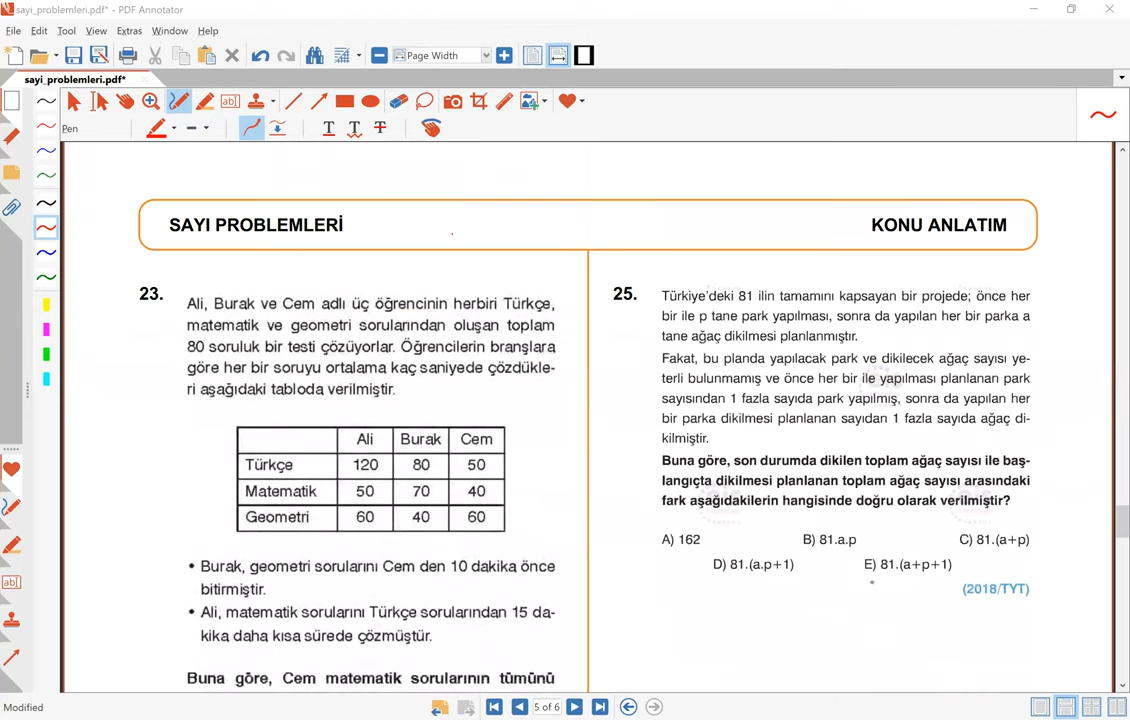 sayi_problemleri.pdf* - PDF Annotator
File Edit Tool View Extras Window Help
Page Width
sayi_problemleri.pdf*
Pen
SAYI PROBLEMLERİ
KONU ANLATIM
23.
Ali, Burak ve Cem adlı üç öğrencinin herbiri Türkçe,
matematik ve geometri sorularından oluşan toplam
80 soruluk bir testi çözüyorlar. Öğrencilerin branşlara
göre her bir soruyu ortalama kaç saniyede çözdükle-
ri aşağıdaki tabloda verilmiştir.
Ali Burak Cem
Türkçe 120 80 50
Matematik 50 70 40
Geometri 60 40 60
• Burak, geometri sorularını Cem den 10 dakika önce
bitirmiştir.
• Ali, matematik sorularını Türkçe sorularından 15 da-
kika daha kısa sürede çözmüştür.
Buna göre, Cem matematik sorularının tümünü
25.
Türkiye'deki 81 ilin tamamını kapsayan bir projede; önce her
bir ile p tane park yapılması, sonra da yapılan her bir parka a
tane ağaç dikilmesi planlanmıştır.
Fakat, bu planda yapılacak park ve dikilecek ağaç sayısı ye-
terli bulunmamış ve önce her bir ile yapılması planlanan park
sayısından 1 fazla sayıda park yapılmış, sonra da yapılan her
bir parka dikilmesi planlanan sayıdan 1 fazla sayıda ağaç di-
kilmiştir.
Buna göre, son durumda dikilen toplam ağaç sayısı ile baş-
langıçta dikilmesi planlanan toplam ağaç sayısı arasındaki
fark aşağıdakilerin hangisinde doğru olarak verilmiştir?
A) 162 B) 81.a.p C) 81.(a+p)
D) 81.(a.p+1) E) 81.(a+p+1)
(2018/TYT)
Modified
5 of 6